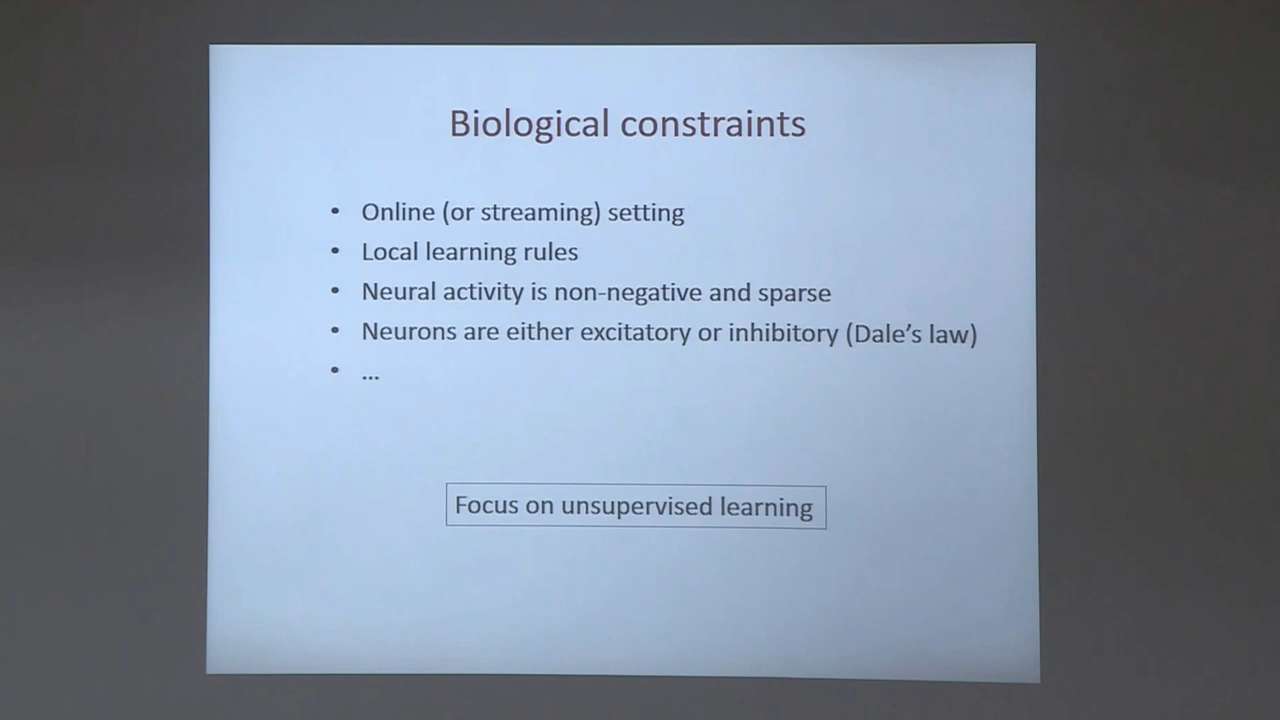 Biological constraints
• Online (or streaming) setting
• Local learning rules
• Neural activity is non-negative and sparse
• Neurons are either excitatory or inhibitory (Dale’s law)
• ...
Focus on unsupervised learning